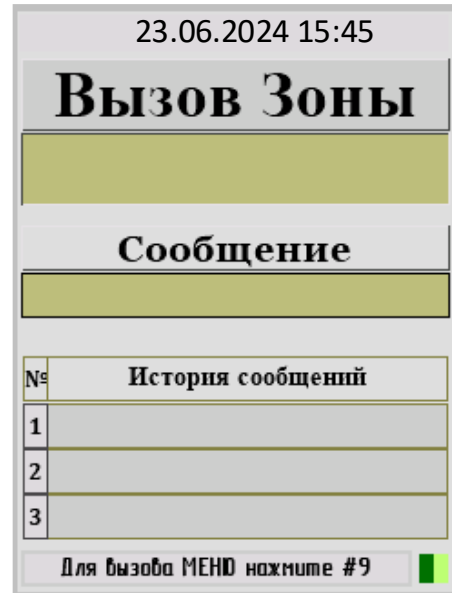 23.06.2024 15:45
Вызов Зоны
Сообщение
№ История сообщений
1
2
3
Для вызова МЕНЮ нажмите #9